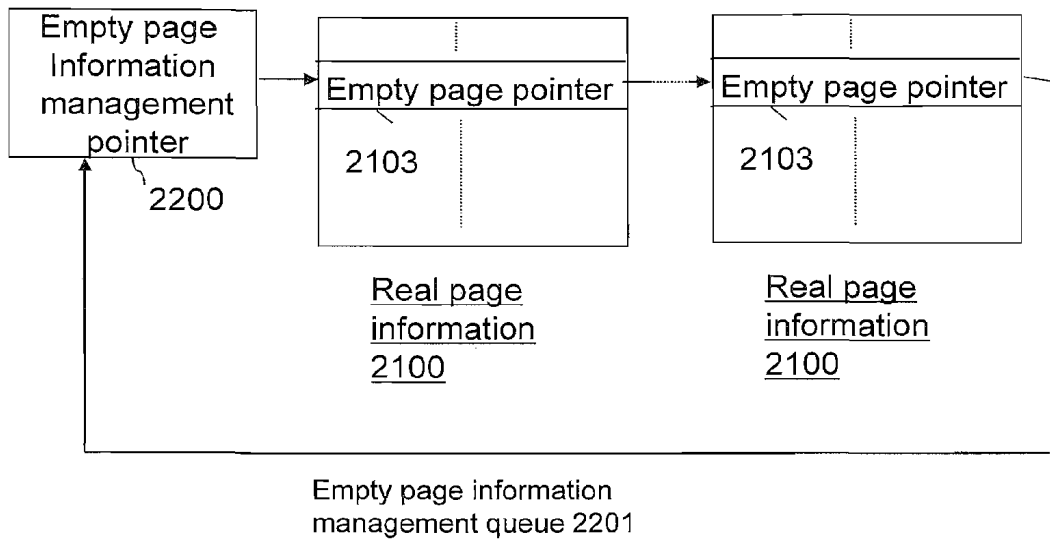 Empty page
Information
management
pointer
2200
Empty page pointer
2103
Real page
information
2100
Empty page pointer
2103
Real page
information
2100
Empty page information
management queue 2201